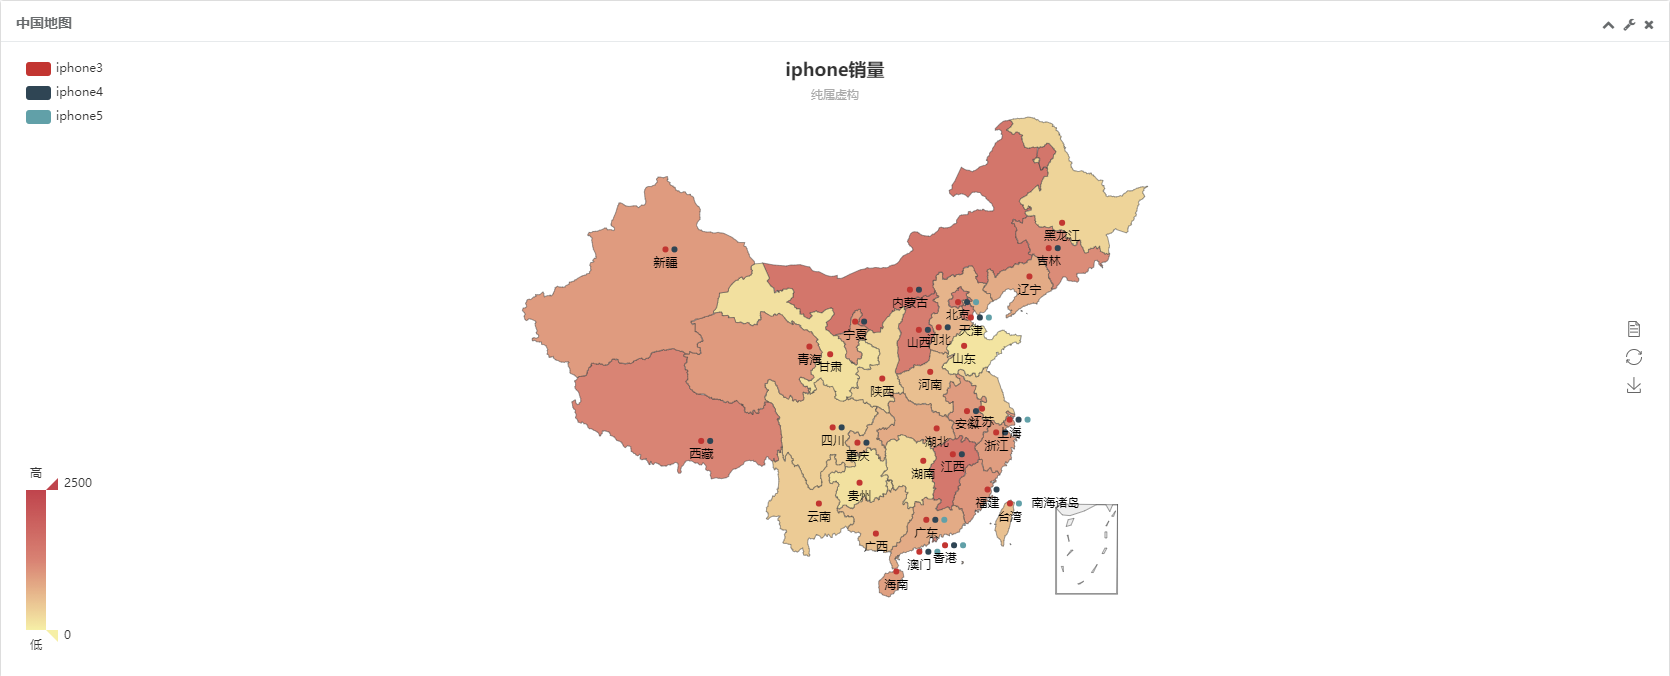 中国地图
iphone3
iphone4
iphone5
iphone销量
纯属虚构
黑龙江
吉林
新疆
辽宁
内蒙古
北京
天津
宁夏
山西
河北
青海
甘肃
山东
陕西
河南
安徽
江苏
上海
四川
湖北
浙江
西藏
重庆
江西
湖南
贵州
福建
南海诸岛
云南
台湾
广东
广西
香港
澳门
海南
高
2500
0
低